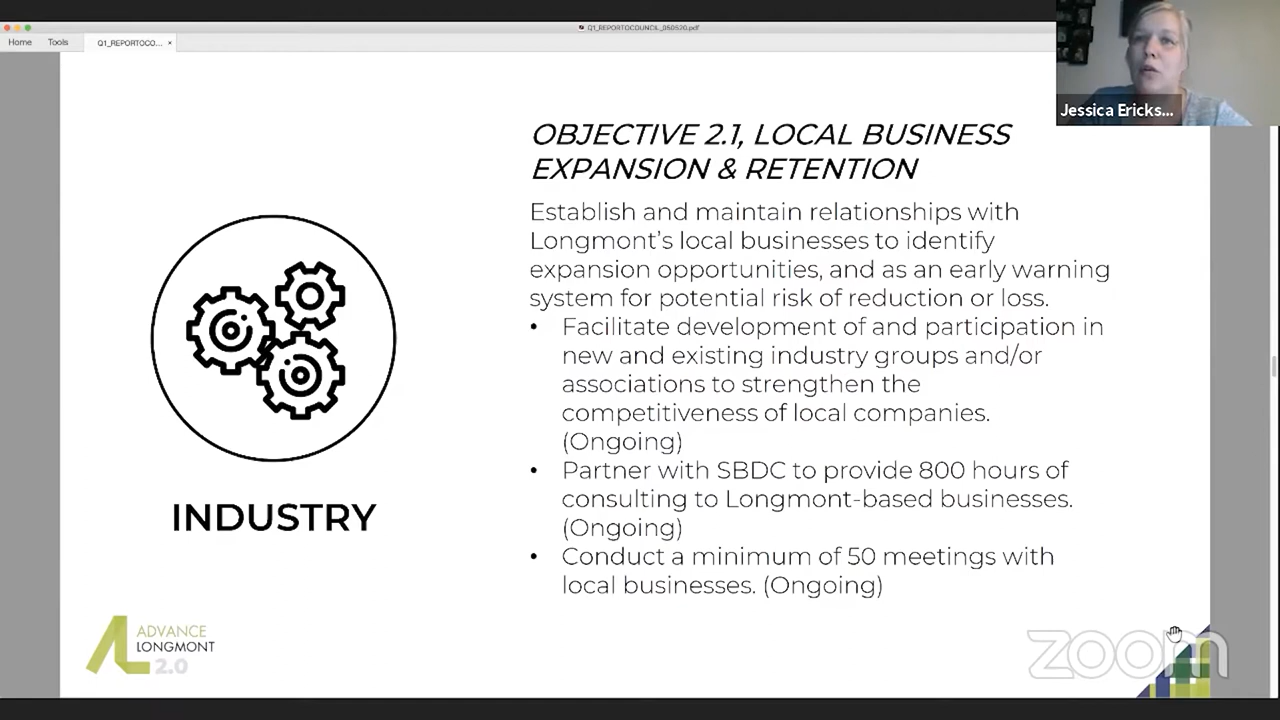 Q1_REPORTOCOUNCIL_050520.pdf
Home Tools Q1_REPORTOCO... ×
Jessica Ericks...
OBJECTIVE 2.1, LOCAL BUSINESS
EXPANSION & RETENTION
Establish and maintain relationships with
Longmont's local businesses to identify
expansion opportunities, and as an early warning
system for potential risk of reduction or loss.
• Facilitate development of and participation in
new and existing industry groups and/or
associations to strengthen the
competitiveness of local companies.
(Ongoing)
• Partner with SBDC to provide 800 hours of
consulting to Longmont-based businesses.
(Ongoing)
• Conduct a minimum of 50 meetings with
local businesses. (Ongoing)
INDUSTRY
ADVANCE
LONGMONT
2.0
zoom